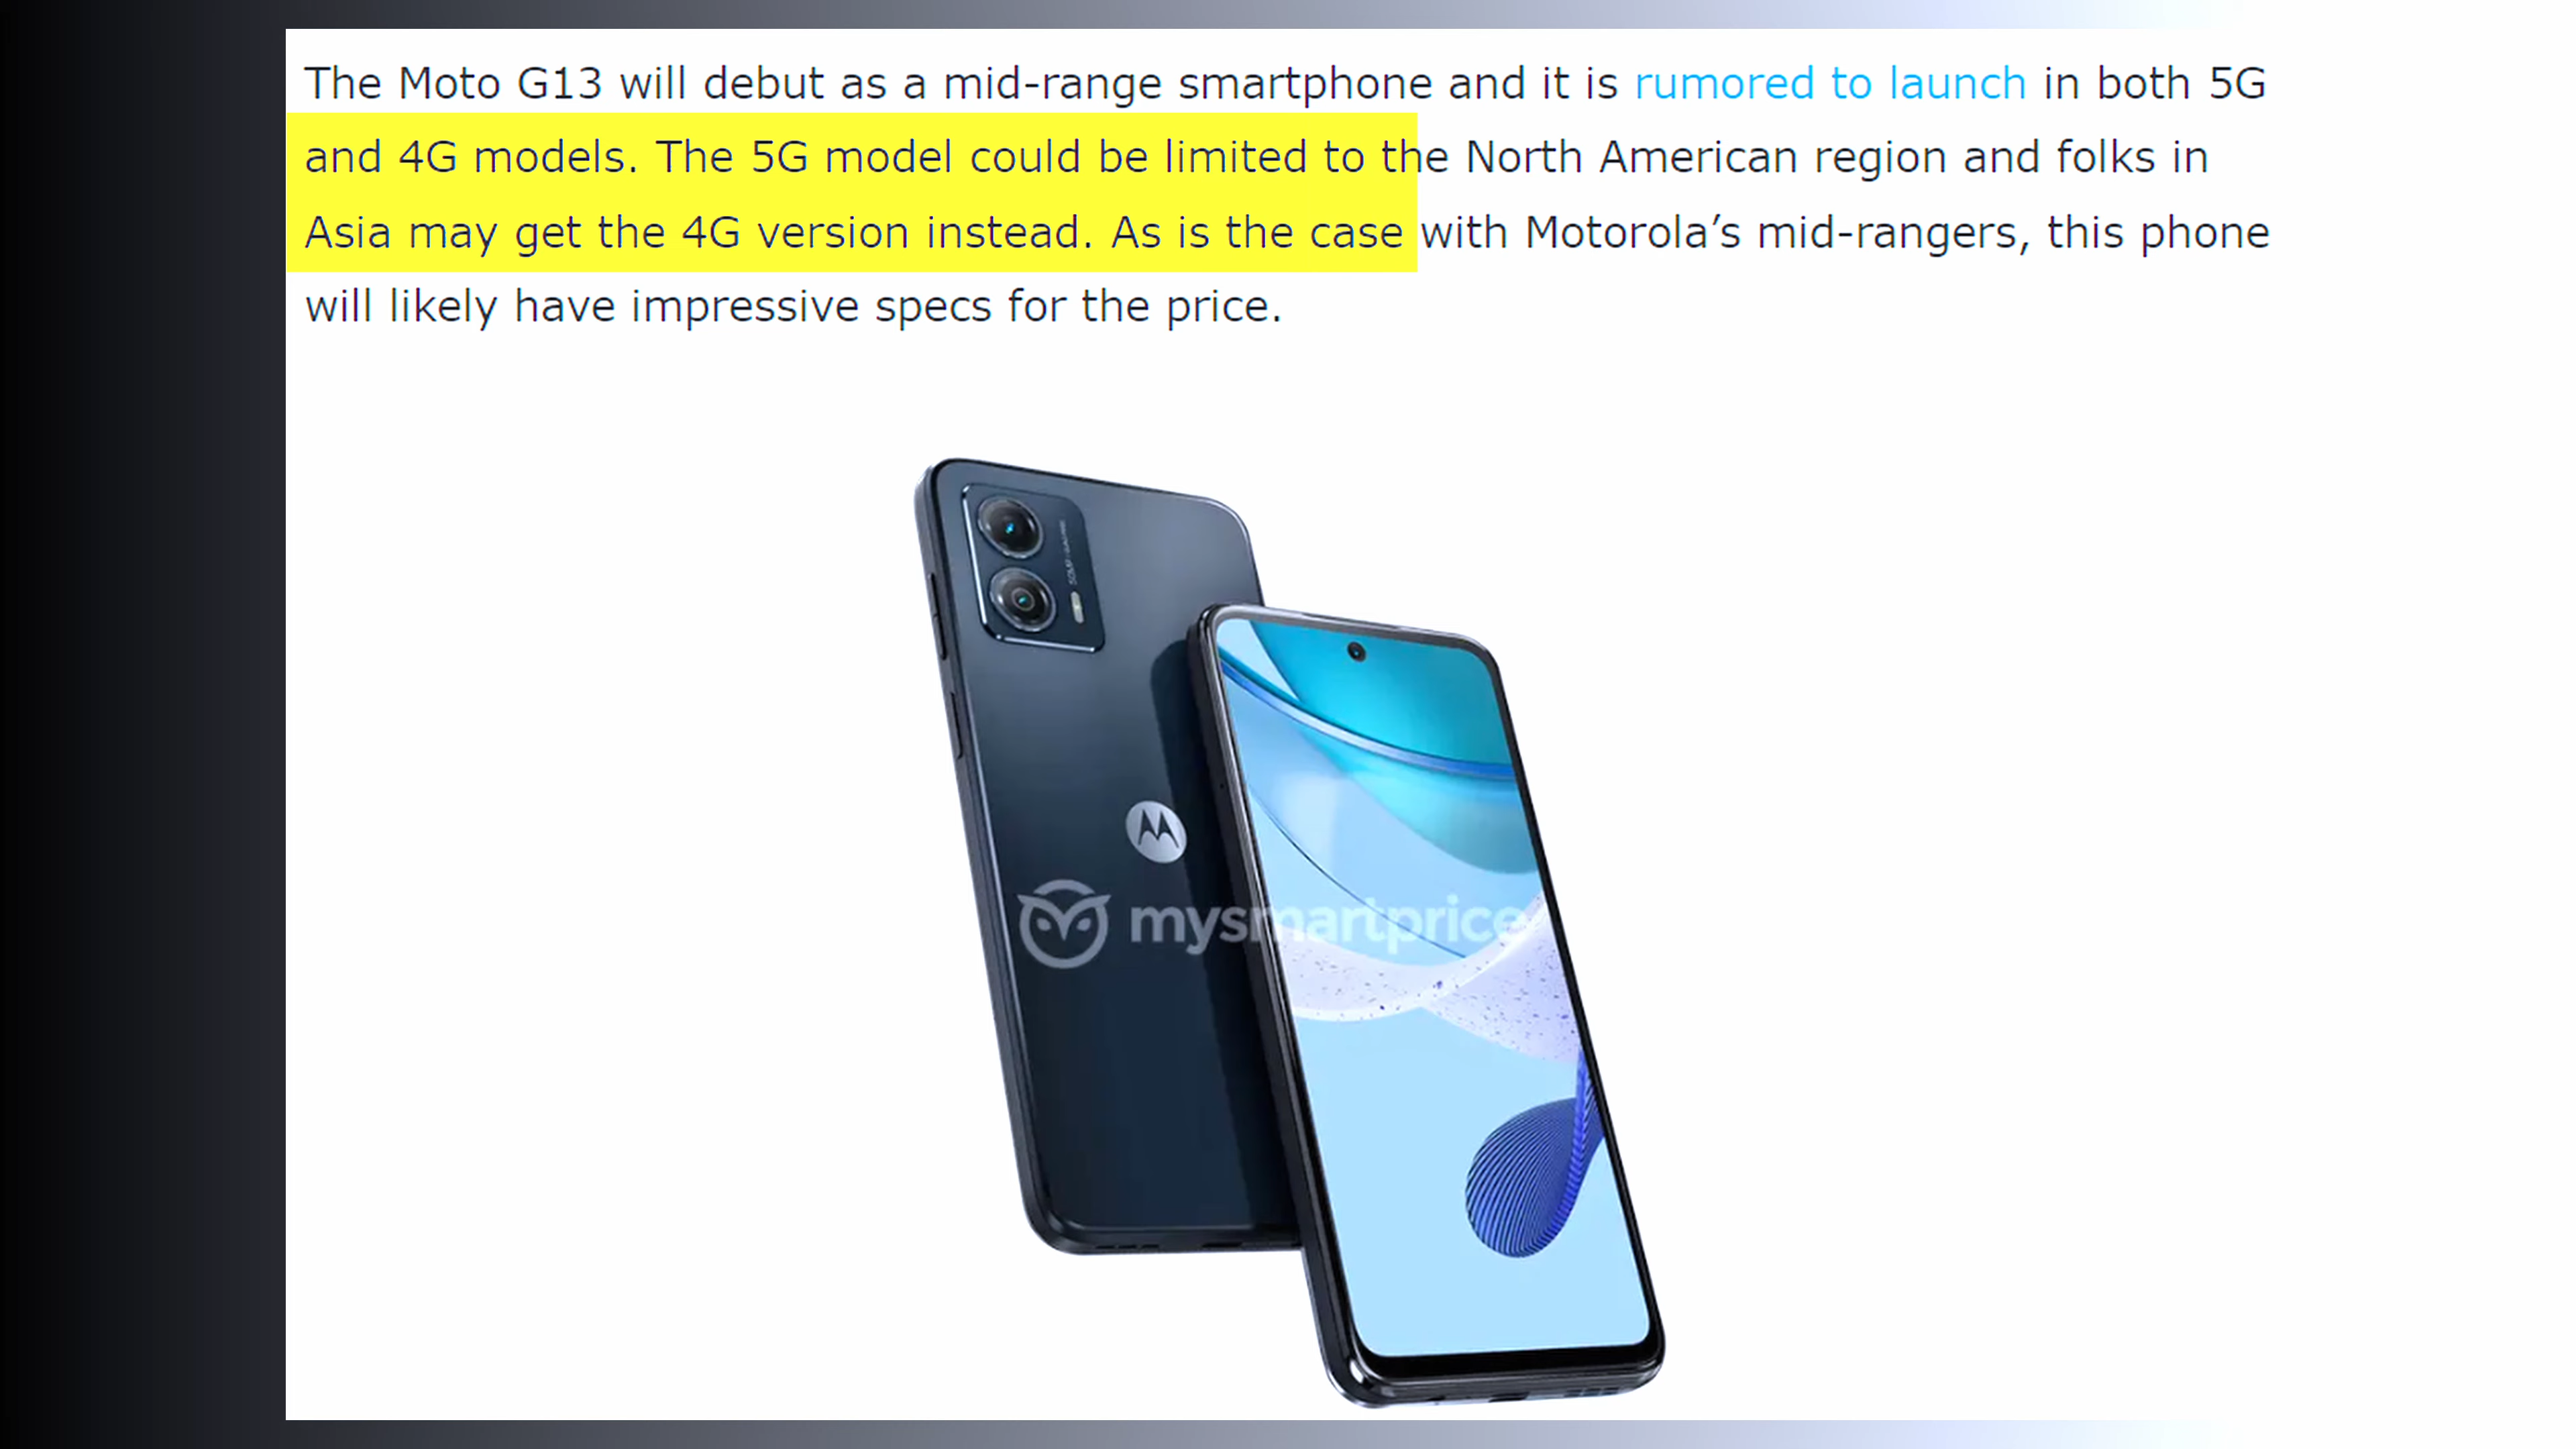 The Moto G13 will debut as a mid-range smartphone and it is rumored to launch in both 5G
and 4G models. The 5G model could be limited to the North American region and folks in
Asia may get the 4G version instead. As is the case with Motorola’s mid-rangers, this phone
will likely have impressive specs for the price.
mysmartprice